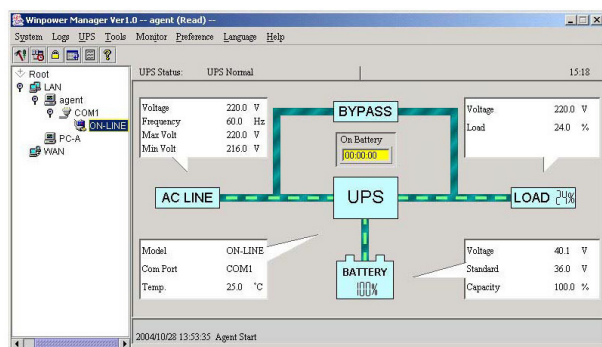 Winpower Manager Ver1.0 -- agent (Read) --
System Logs UPS Tools Monitor Preference Language Help
Root
LAN
agent
COM1
ON-LINE
PC-A
WAN
UPS Status: UPS Normal 15:18
Voltage 220.0 V
Frequency 60.0 Hz
Max Volt 220.0 V
Min Volt 216.0 V
BYPASS
On Battery
00:00:00
Voltage 220.0 V
Load 24.0 %
AC LINE
UPS
LOAD 24%
Model ON-LINE
Com Port COM1
Temp. 25.0 °C
BATTERY
100%
Voltage 40.1 V
Standard 36.0 V
Capacity 100.0 %
2004/10/28 13:53:35 Agent Start